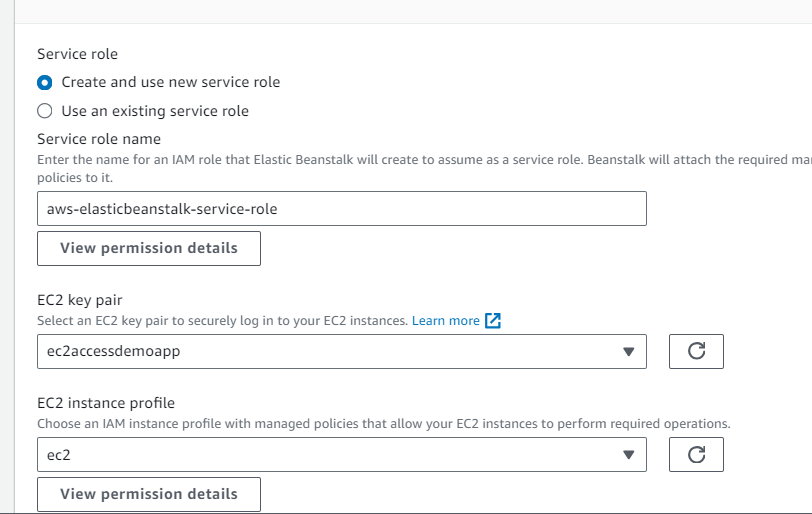 Service role
Create and use new service role
Use an existing service role
Service role name
Enter the name for an IAM role that Elastic Beanstalk will create to assume as a service role. Beanstalk will attach the required
policies to it.
aws-elasticbeanstalk-service-role
View permission details
EC2 key pair
Select an EC2 key pair to securely log in to your EC2 instances. Learn more
ec2accessdemoapp
EC2 instance profile
Choose an IAM instance profile with managed policies that allow your EC2 instances to perform required operations.
ec2
View permission details